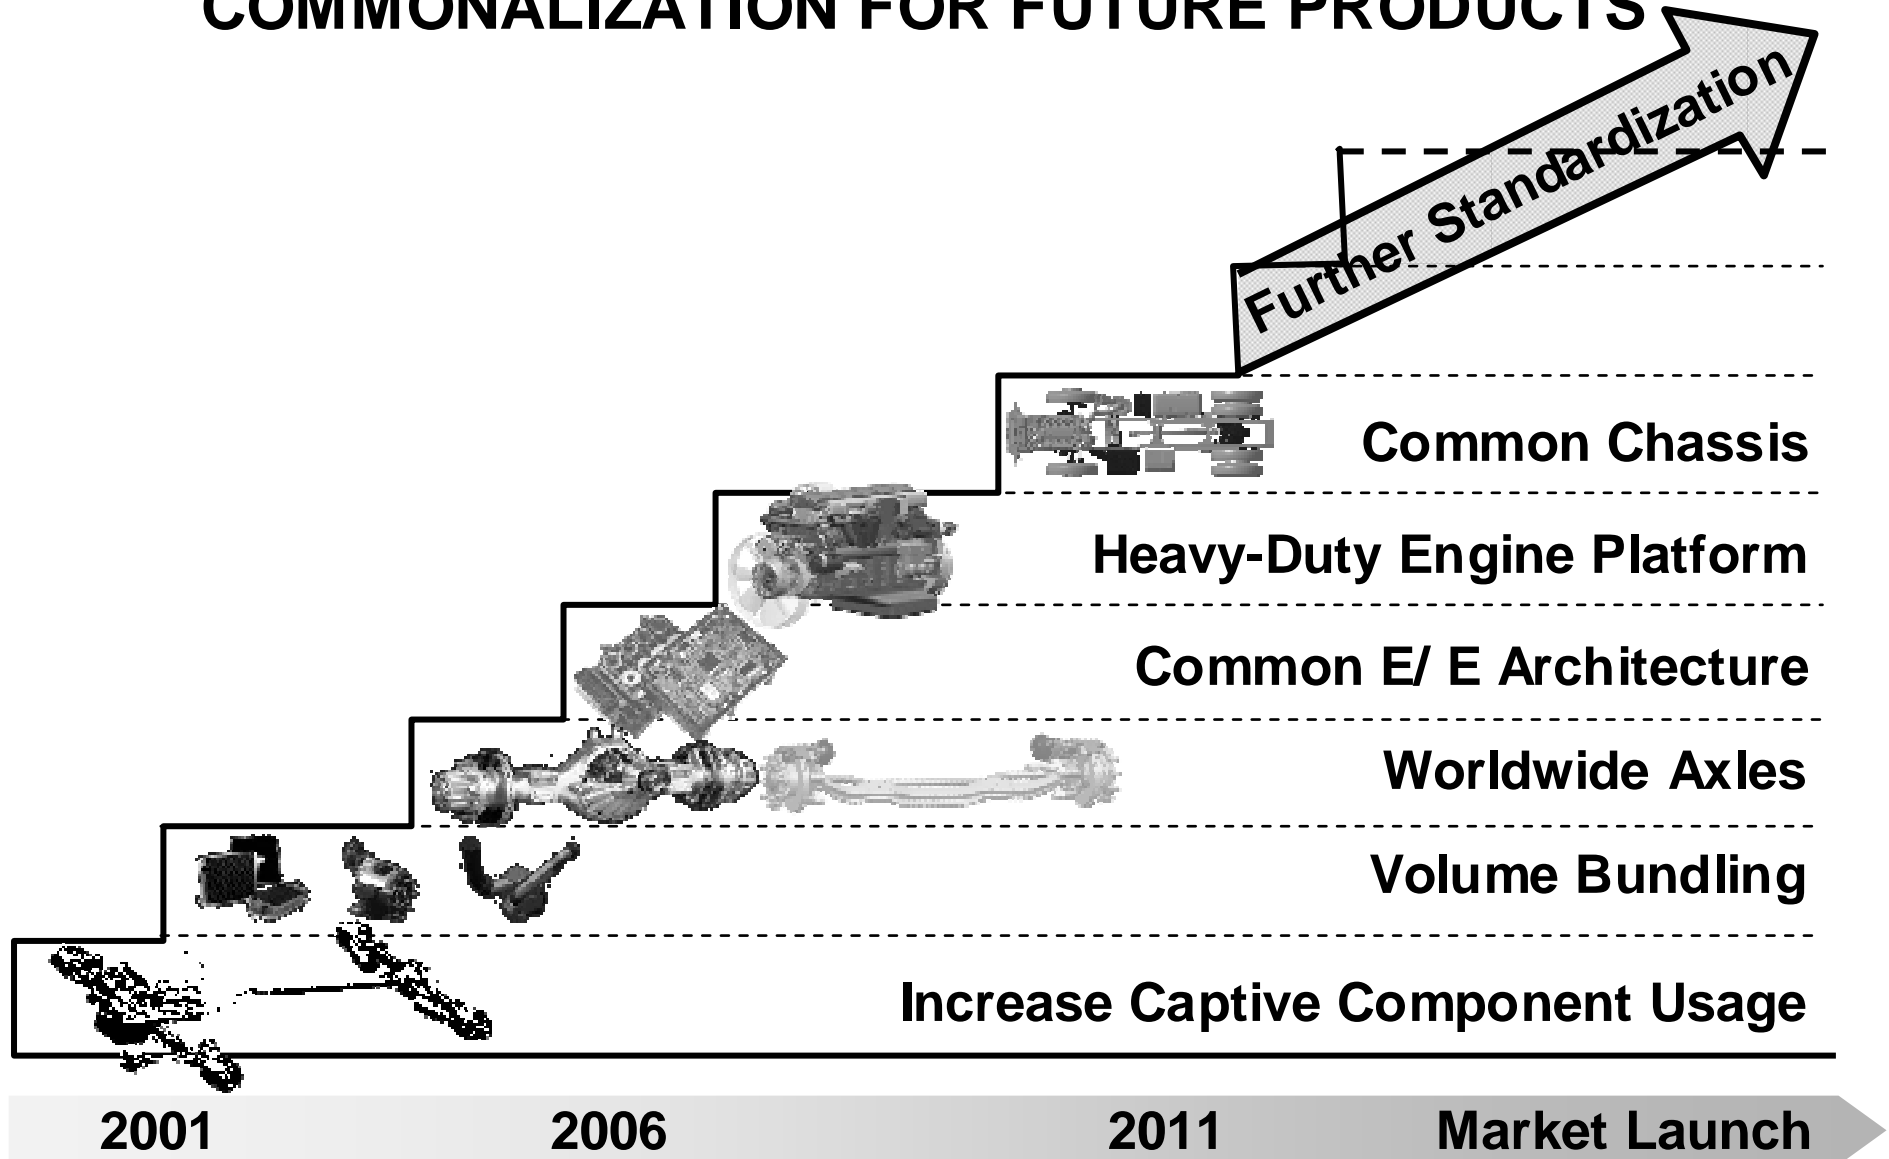 COMMONALIZATION FOR FUTURE PRODUCTS
Further Standardization
Common Chassis
Heavy-Duty Engine Platform
Common E/ E Architecture
Worldwide Axles
Volume Bundling
Increase Captive Component Usage
2001 2006 2011 Market Launch